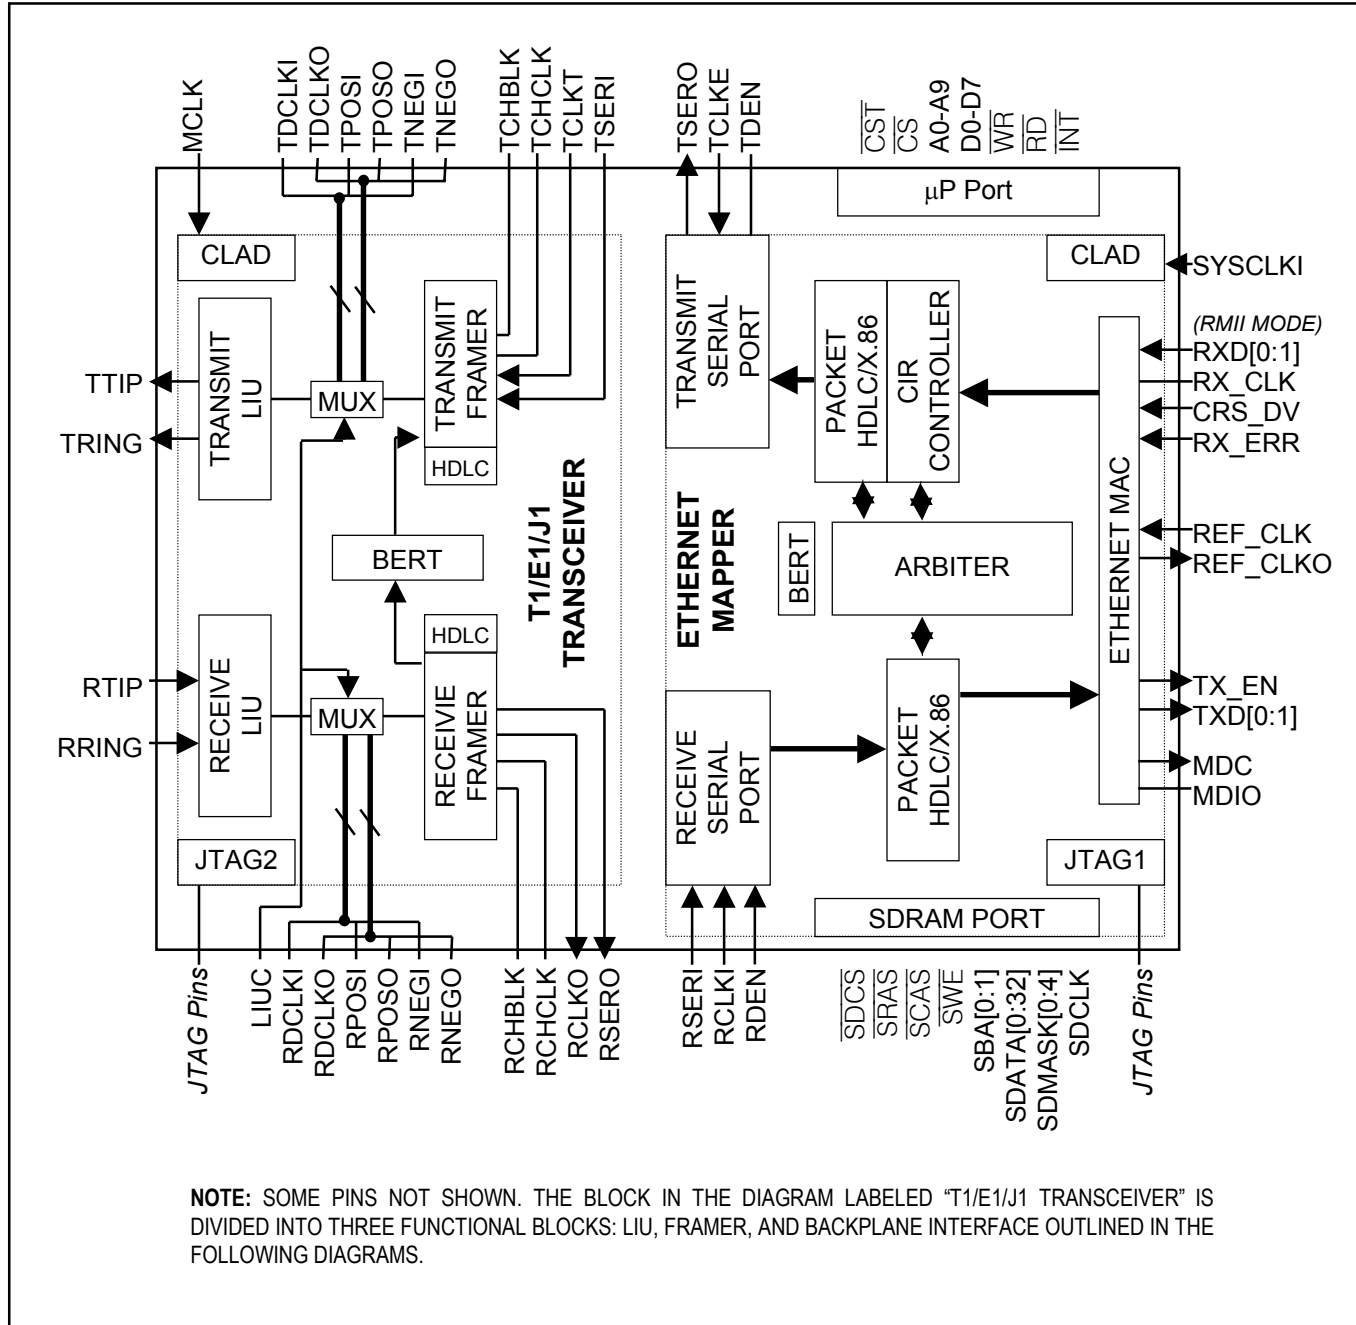 MCLK
TDCLKI
TDCLKO
TPOSI
TPOSO
TNEGI
TNEGO
TCHBLK
TCHCLK
TCLKT
TSERI
TSERO
TCLKE
TDEN
CST
CS
A0-A9
D0-D7
WR
RD
INT
µP Port
CLAD
CLAD
SYSCLKI
TRANSMIT
LIU
TTIP
TRING
MUX
TRANSMIT
FRAMER
HDLC
TRANSMIT
SERIAL
PORT
PACKET
HDLC/X.86
CIR
CONTROLLER
(RMII MODE)
RXD[0:1]
RX_CLK
CRS_DV
RX_ERR
T1/E1/J1
TRANSCEIVER
ETHERNET
MAPPER
BERT
BERT
ARBITER
ETHERNET MAC
REF_CLK
REF_CLKO
RTIP
RRING
RECEIVE
LIU
MUX
HDLC
RECEIVIE
FRAMER
RECEIVE
SERIAL
PORT
PACKET
HDLC/X.86
TX_EN
TXD[0:1]
MDC
MDIO
JTAG2
JTAG1
SDRAM PORT
JTAG Pins
LIUC
RDCLKI
RDCLKO
RPOSI
RPOSO
RNEGI
RNEGO
RCHBLK
RCHCLK
RCLKO
RSERO
RSERI
RCLKI
RDEN
SDCS
SRAS
SCAS
SWE
SBA[0:1]
SDATA[0:32]
SDMASK[0:4]
SDCLK
JTAG Pins
NOTE: SOME PINS NOT SHOWN. THE BLOCK IN THE DIAGRAM LABELED “T1/E1/J1 TRANSCEIVER” IS
DIVIDED INTO THREE FUNCTIONAL BLOCKS: LIU, FRAMER, AND BACKPLANE INTERFACE OUTLINED IN THE
FOLLOWING DIAGRAMS.